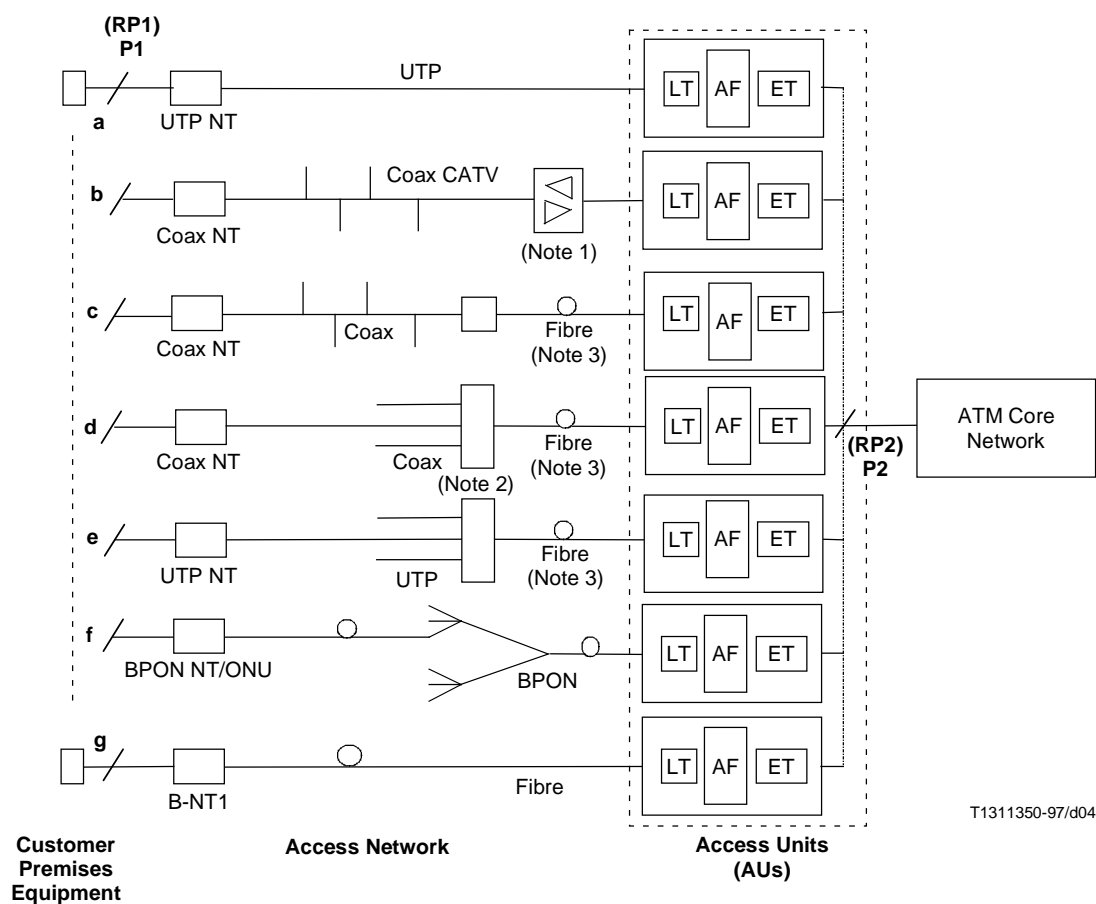 (RP1)
P1
UTP
a
UTP NT
LT AF ET
b
Coax CATV
Coax NT
(Note 1)
LT AF ET
c
Coax NT
Coax
Fibre
(Note 3)
LT AF ET
d
Coax NT
Coax
(Note 2)
Fibre
(Note 3)
LT AF ET
(RP2)
P2
ATM Core
Network
e
UTP NT
UTP
Fibre
(Note 3)
LT AF ET
f
BPON NT/ONU
BPON
LT AF ET
g
B-NT1
Fibre
LT AF ET
T1311350-97/d04
Customer
Premises
Equipment
Access Network
Access Units
(AUs)